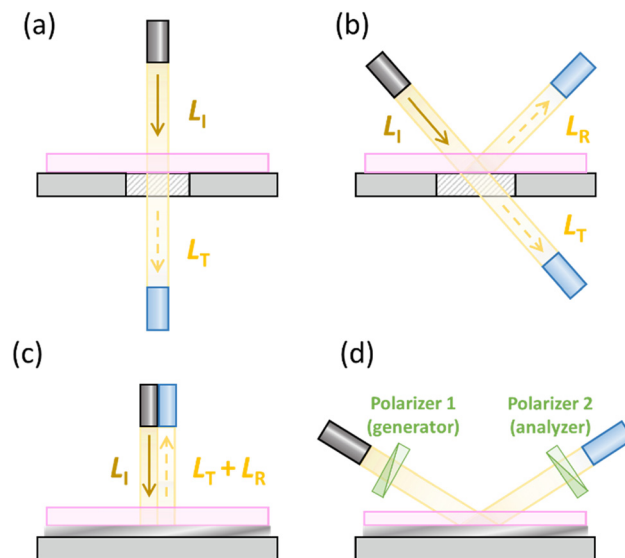 (a)
L_I
L_T
(b)
L_I
L_R
L_T
(c)
L_I
L_T + L_R
(d)
Polarizer 1
(generator)
Polarizer 2
(analyzer)